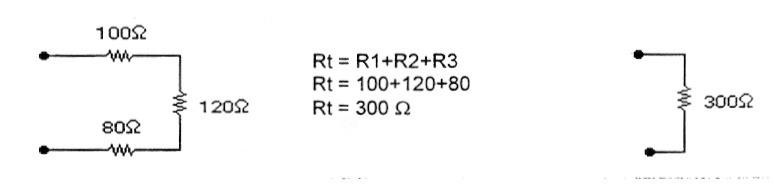 100Ω
120Ω
80Ω
Rt = R1+R2+R3
Rt = 100+120+80
Rt = 300 Ω
300Ω